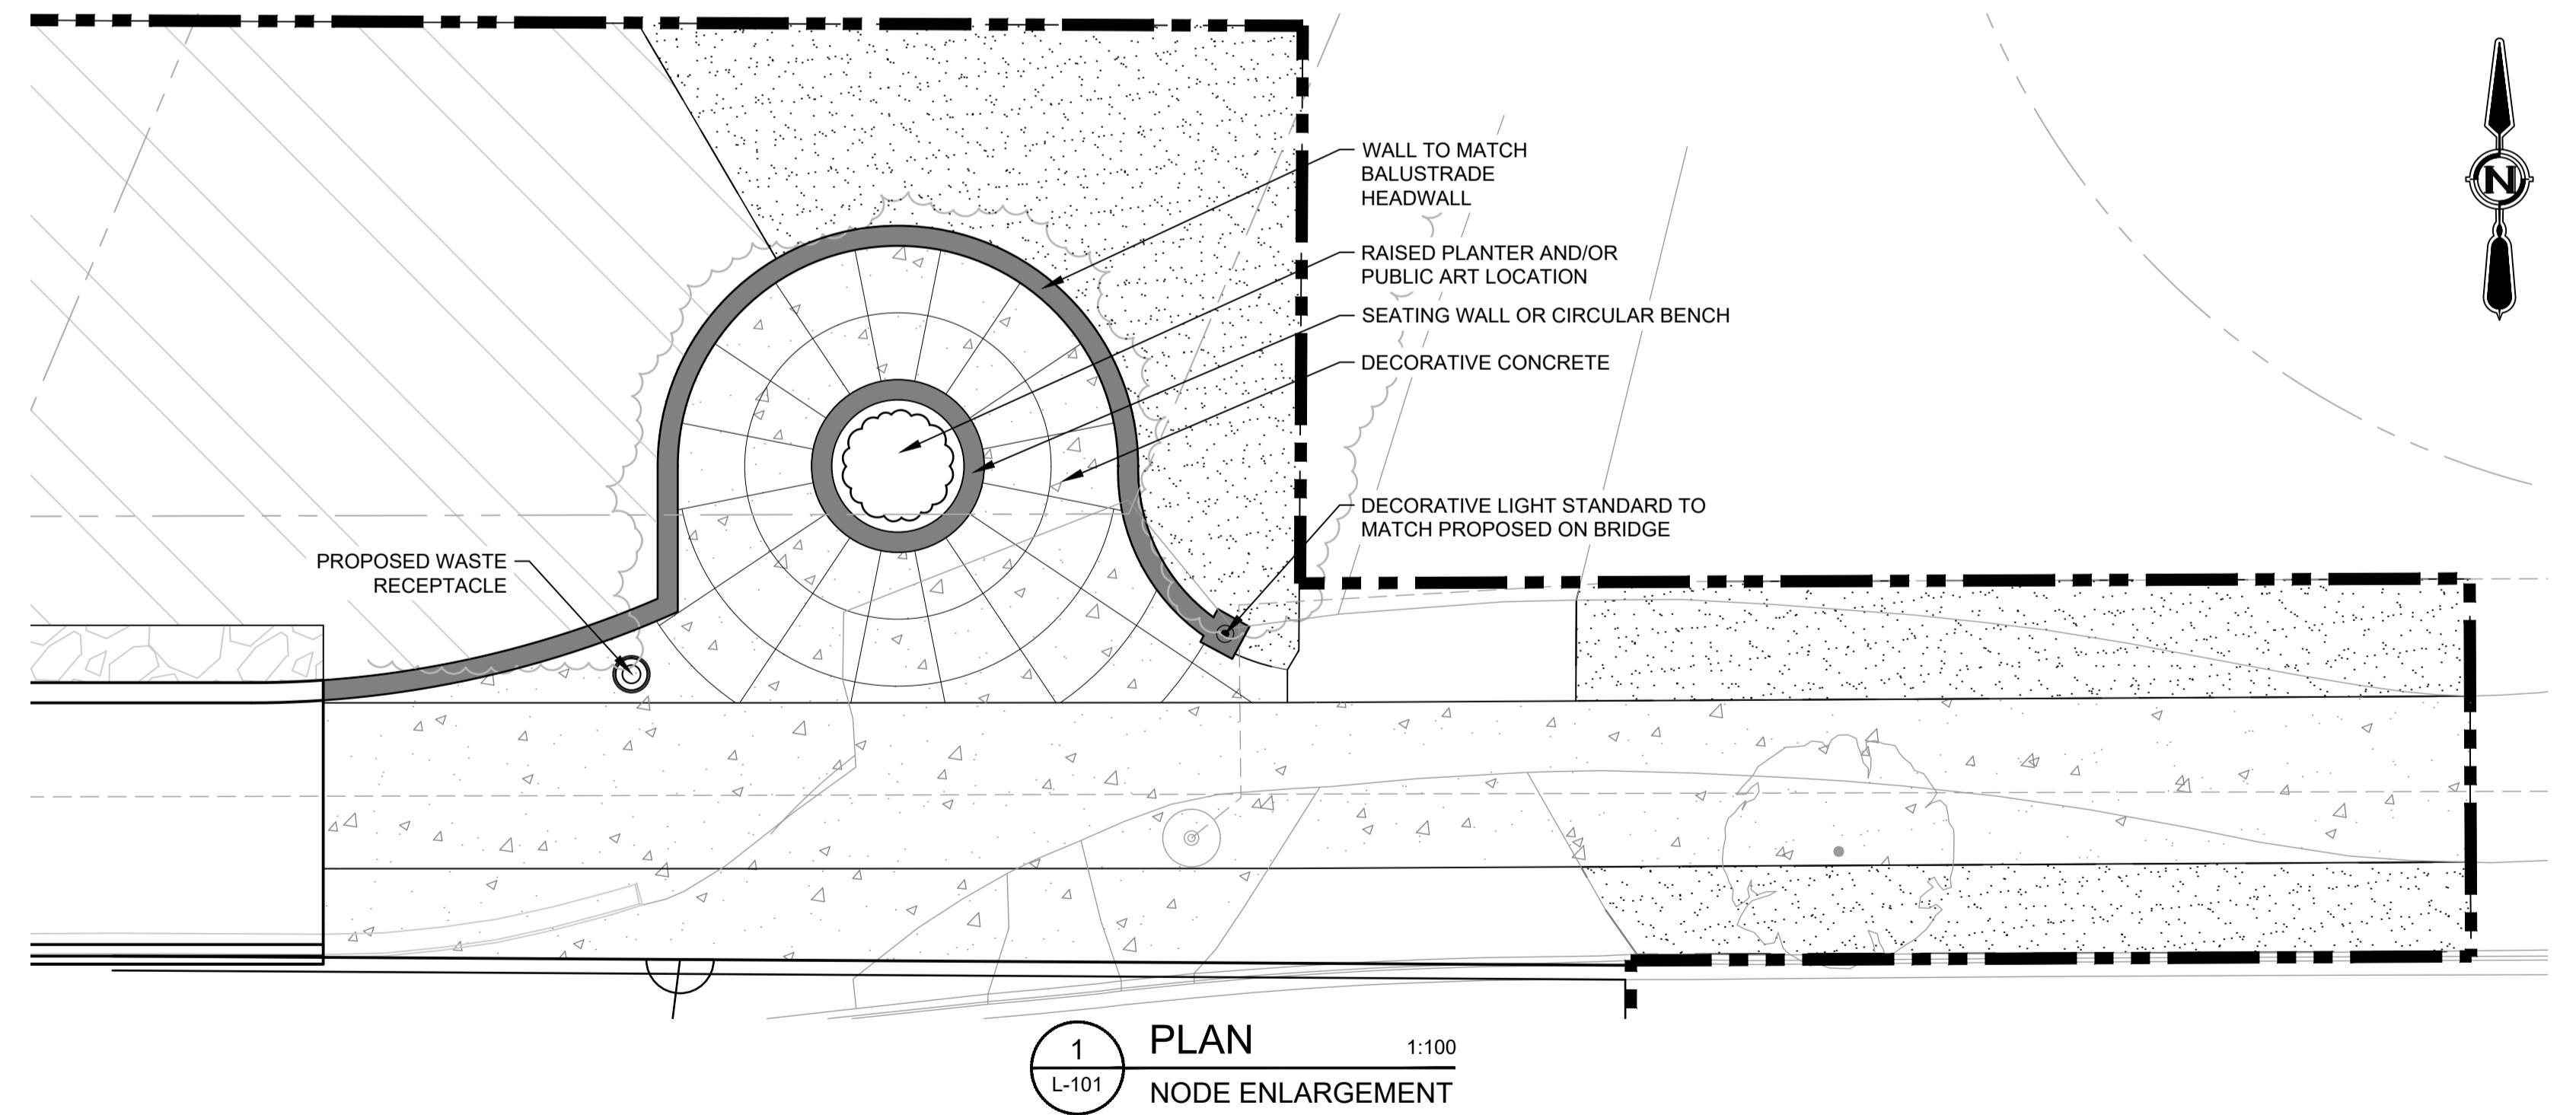 N
WALL TO MATCH
BALUSTRADE
HEADWALL
RAISED PLANTER AND/OR
PUBLIC ART LOCATION
SEATING WALL OR CIRCULAR BENCH
DECORATIVE CONCRETE
DECORATIVE LIGHT STANDARD TO
MATCH PROPOSED ON BRIDGE
PROPOSED WASTE
RECEPTACLE
1
L-101
PLAN
1:100
NODE ENLARGEMENT